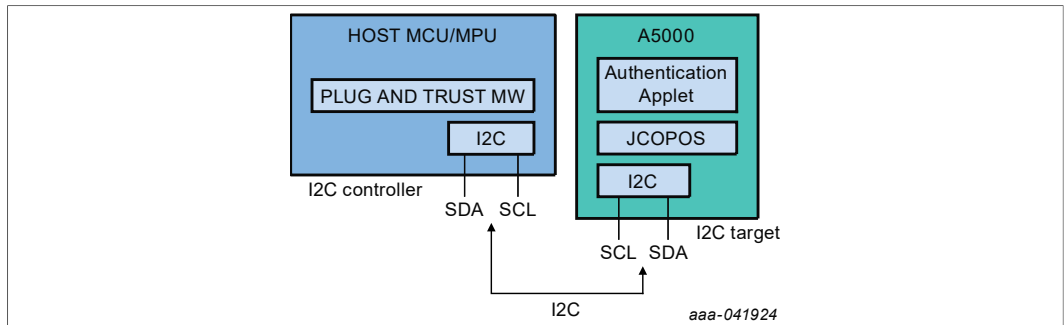 HOST MCU/MPU
PLUG AND TRUST MW
I2C
I2C controller
SDA SCL
A5000
Authentication
Applet
JCOPOS
I2C
I2C target
SCL SDA
I2C
aaa-041924